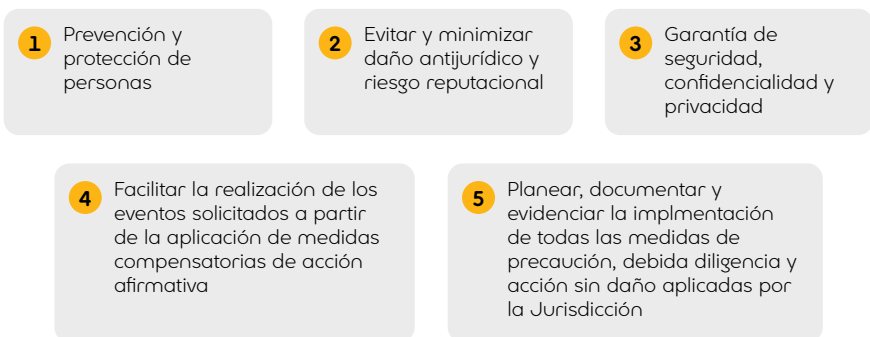 1 Prevención y
protección de
personas
2 Evitar y minimizar
daño antijurídico y
riesgo reputacional
3 Garantía de
seguridad,
confidencialidad y
privacidad
4 Facilitar la realización de los
eventos solicitados a partir
de la aplicación de medidas
compensatorias de acción
afirmativa
5 Planear, documentar y
evidenciar la implmentación
de todas las medidas de
precaución, debida diligencia y
acción sin daño aplicadas por
la Jurisdicción